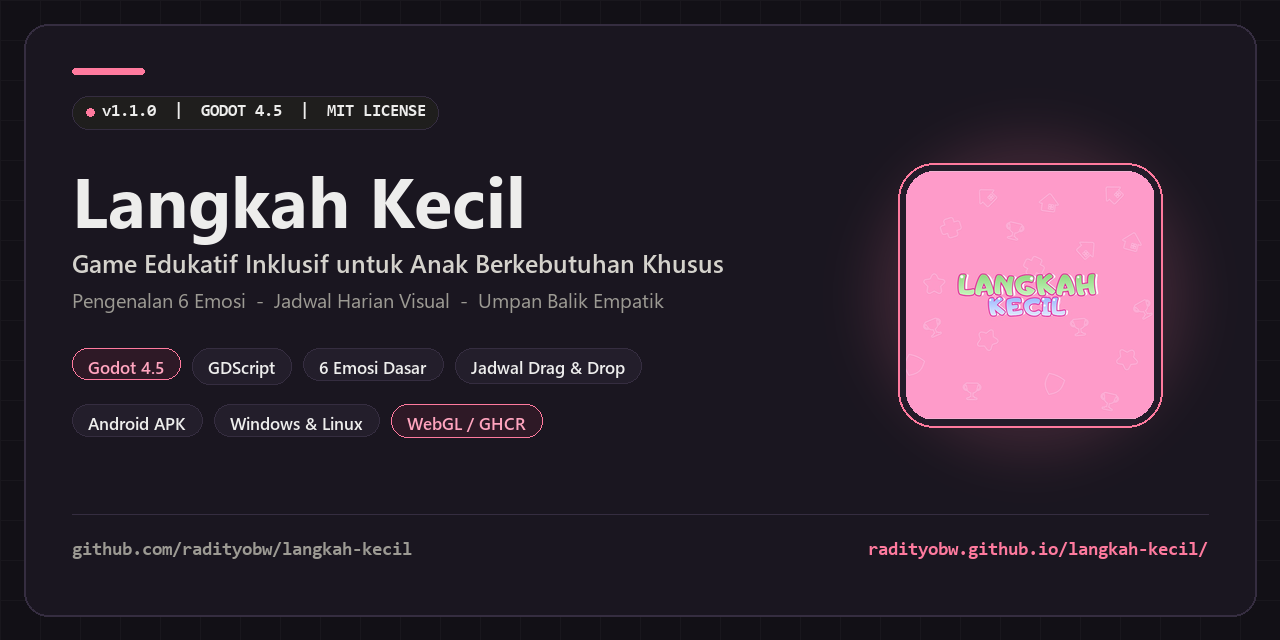 v1.1.0 | GODOT 4.5 | MIT LICENSE
Langkah Kecil
Game Edukatif Inklusif untuk Anak Berkebutuhan Khusus
Pengenalan 6 Emosi - Jadwal Harian Visual - Umpan Balik Empatik
Godot 4.5 GDScript 6 Emosi Dasar Jadwal Drag & Drop
Android APK Windows & Linux WebGL / GHCR
LANGKAH
KECIL
github.com/radityobw/langkah-kecil
radityobw.github.io/langkah-kecil/